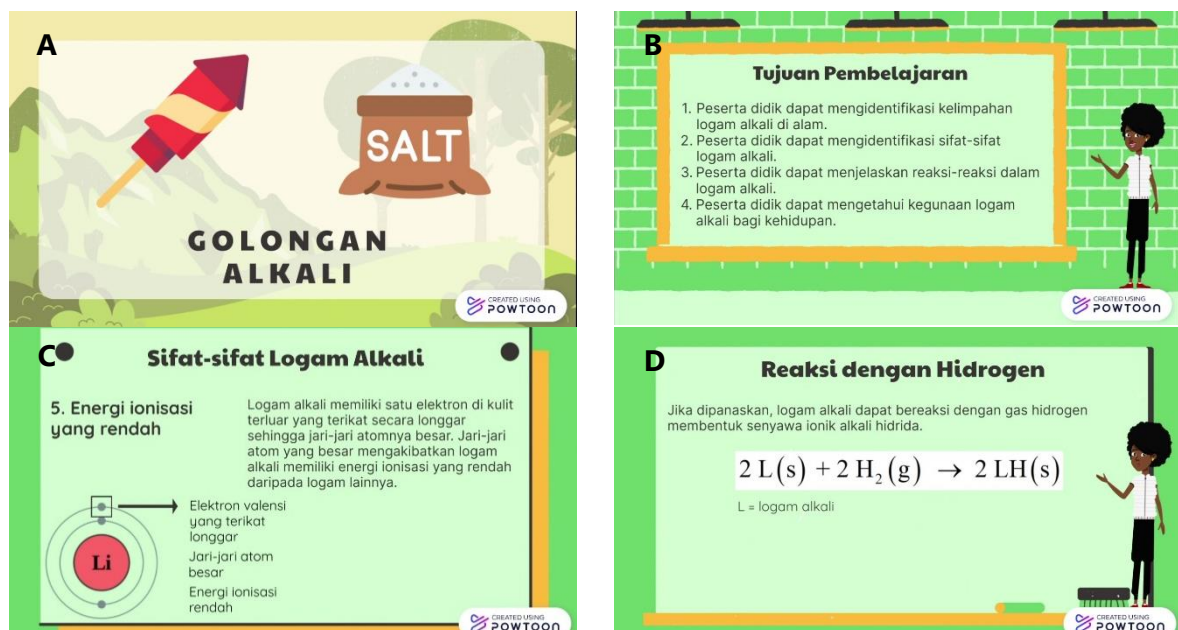 A
SALT
GOLONGAN
ALKALI
CREATED USING
POWTOON
B
Tujuan Pembelajaran
1. Peserta didik dapat mengidentifikasi kelimpahan
logam alkali di alam.
2. Peserta didik dapat mengidentifikasi sifat-sifat
logam alkali.
3. Peserta didik dapat menjelaskan reaksi-reaksi dalam
logam alkali.
4. Peserta didik dapat mengetahui kegunaan logam
alkali bagi kehidupan.
CREATED USING
POWTOON
C
Sifat-sifat Logam Alkali
5. Energi ionisasi
yang rendah
Logam alkali memiliki satu elektron di kulit
terluar yang terikat secara longgar
sehingga jari-jari atomnya besar. Jari-jari
atom yang besar mengakibatkan logam
alkali memiliki energi ionisasi yang rendah
daripada logam lainnya.
Elektron valensi
yang terikat
longgar
Li
Jari-jari atom
besar
Energi ionisasi
rendah
CREATED USING
POWTOON
D
Reaksi dengan Hidrogen
Jika dipanaskan, logam alkali dapat bereaksi dengan gas hidrogen
membentuk senyawa ionik alkali hidrida.
2 L(s) + 2 H₂(g) → 2 LH(s)
L = logam alkali
CREATED USING
POWTOON